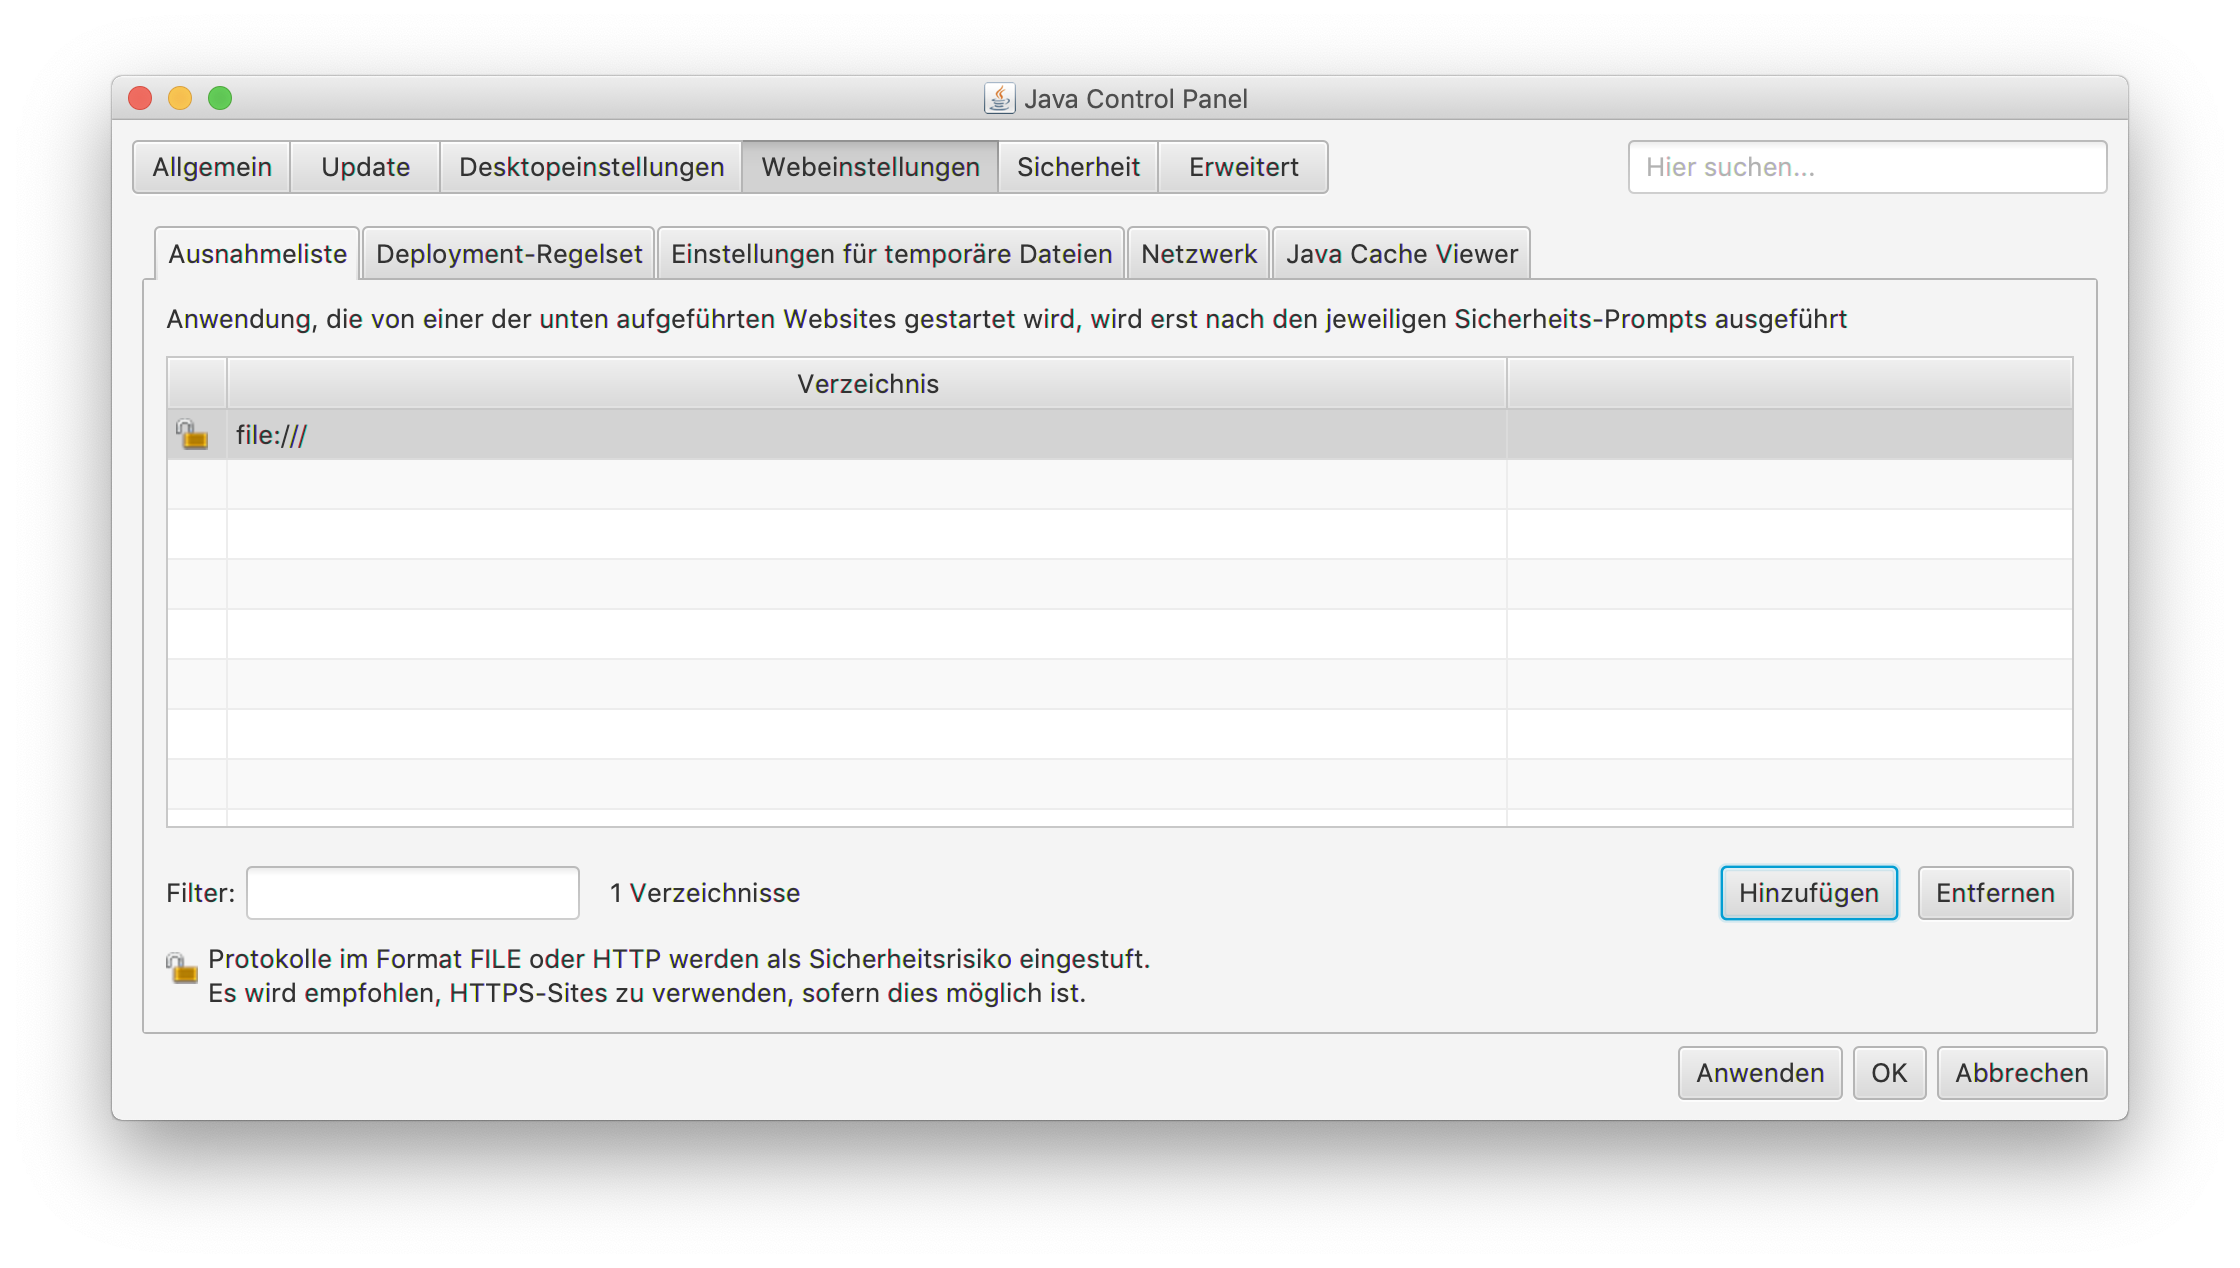 Java Control Panel
Allgemein Update Desktopeinstellungen Webeinstellungen Sicherheit Erweitert Hier suchen...
Ausnahmeliste Deployment-Regelset Einstellungen für temporäre Dateien Netzwerk Java Cache Viewer
Anwendung, die von einer der unten aufgeführten Websites gestartet wird, wird erst nach den jeweiligen Sicherheits-Prompts ausgeführt
Verzeichnis
file:///
Filter: 1 Verzeichnisse Hinzufügen Entfernen
Protokolle im Format FILE oder HTTP werden als Sicherheitsrisiko eingestuft.
Es wird empfohlen, HTTPS-Sites zu verwenden, sofern dies möglich ist.
Anwenden OK Abbrechen